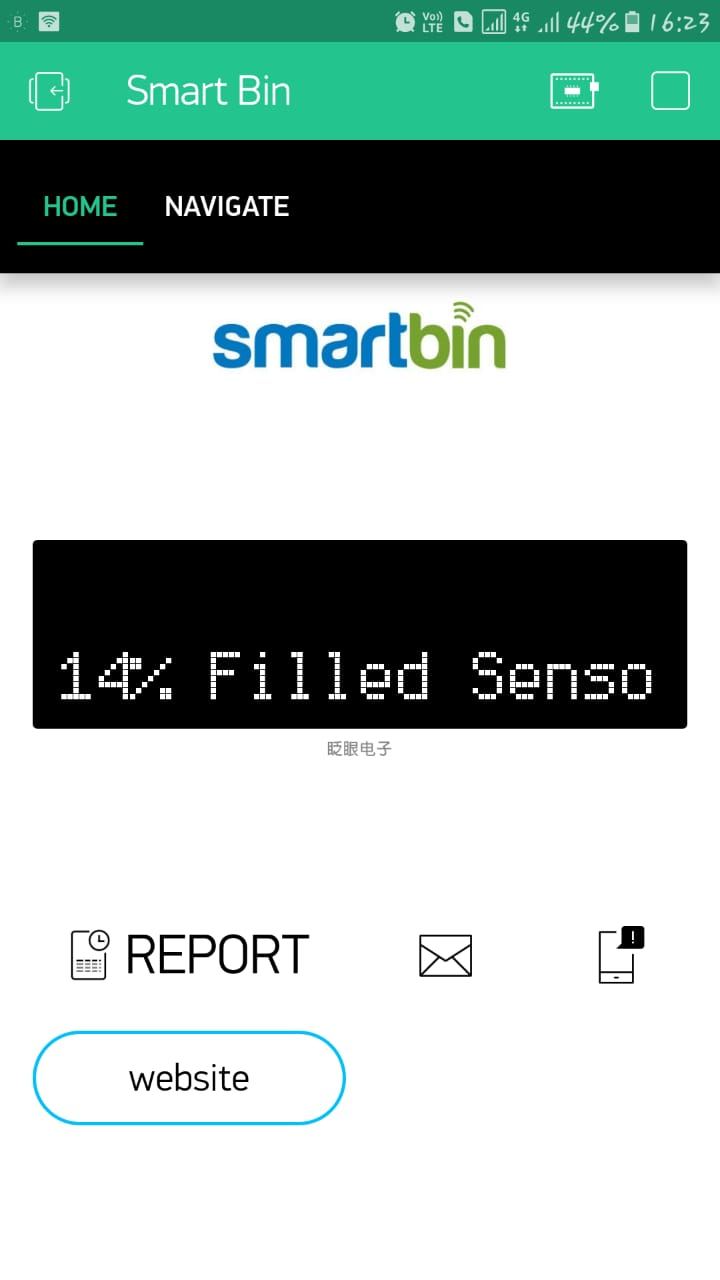 B Vo)) LTE 4G 44% 16:23
Smart Bin
HOME NAVIGATE
smartbin
14% Filled Senso
眨眼电子
REPORT
website